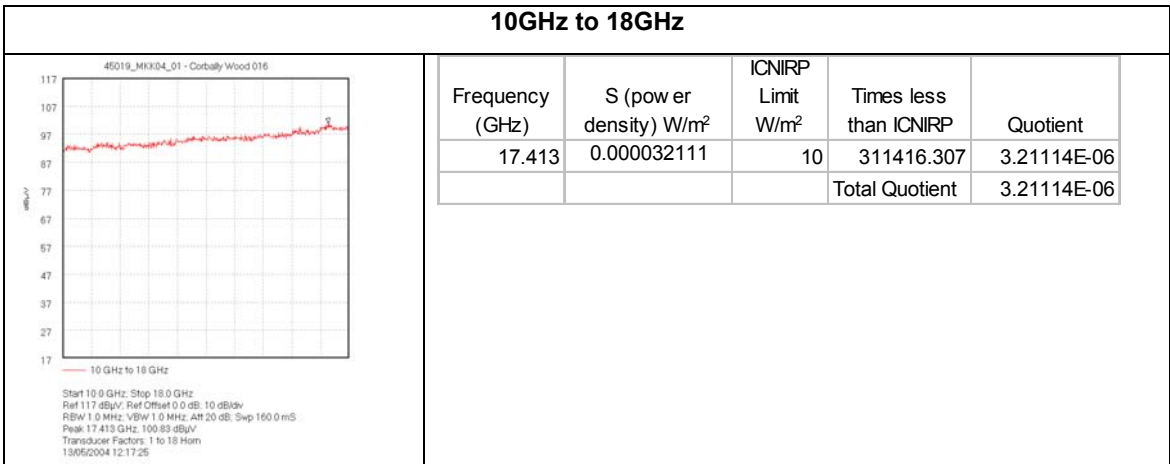 10GHz to 18GHz
45019_MKK04_01 - Corbally Wood 016
117
107
97
87
77
67
57
47
37
27
17
dBµV
10 GHz to 18 GHz
Start 10.0 GHz; Stop 18.0 GHz
Ref 117 dBµV; Ref Offset 0.0 dB; 10 dB/div
RBW 1.0 MHz; VBW 1.0 MHz; Att 20 dB; Swp 160.0 mS
Peak 17.413 GHz, 100.83 dBµV
Transducer Factors: 1 to 18 Horn
13/05/2004 12:17:25
Frequency (GHz) S (pow er density) W/m² ICNIRP Limit W/m² Times less than ICNIRP Quotient
17.413 0.000032111 10 311416.307 3.21114E-06
Total Quotient 3.21114E-06